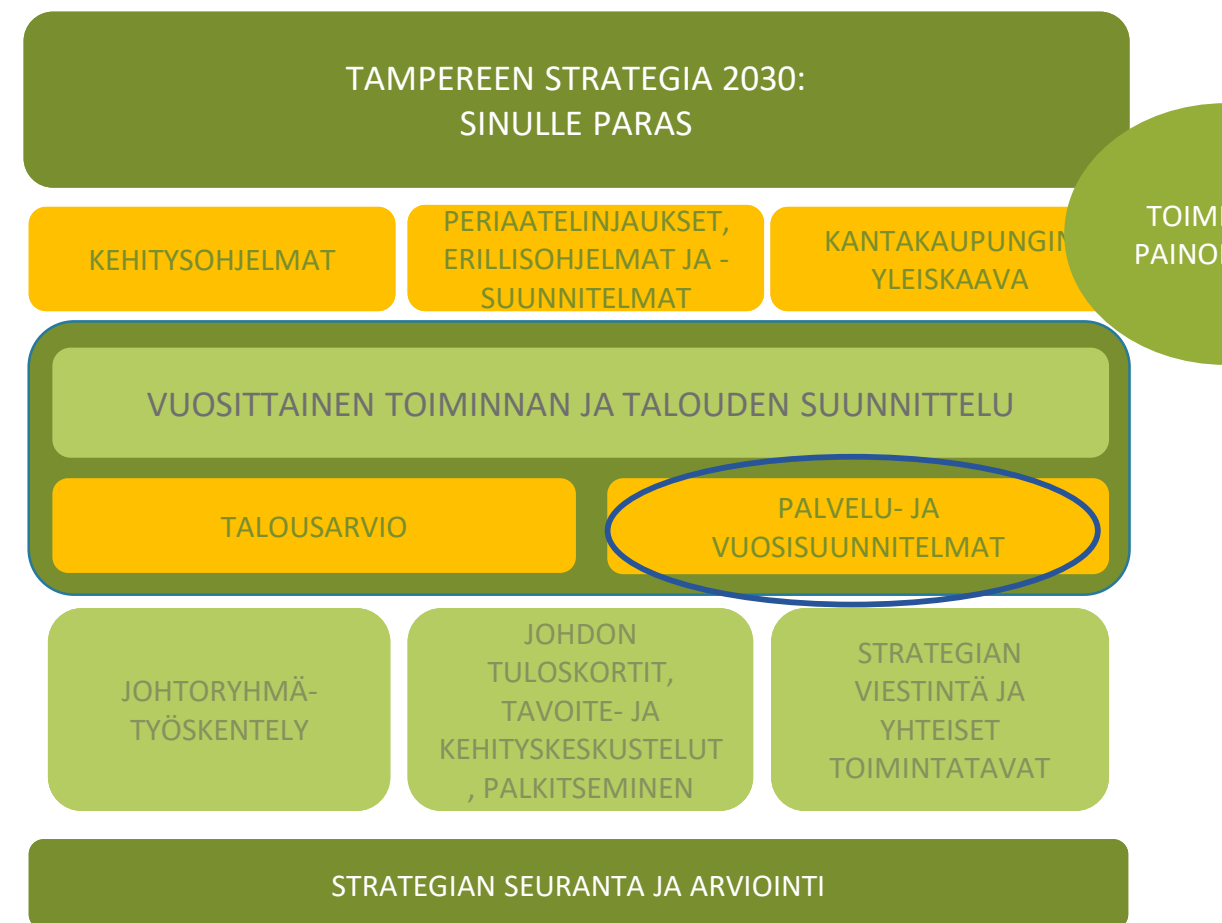 TAMPEREEN STRATEGIA 2030:
SINULLE PARAS
KEHITYSOHJELMAT
PERIAATELINJAUKSET,
ERILLISOHJELMAT JA -
SUUNNITELMAT
KANTAKAUPUNGIN
YLEISKAAVA
VUOSITTAINEN TOIMINNAN JA TALOUDEN SUUNNITTELU
TALOUSARVIO
PALVELU- JA
VUOSISUUNNITELMAT
JOHTORYHMÄ-
TYÖSKENTELY
JOHDON
TULOSKORTIT,
TAVOITE- JA
KEHITYSKESKUSTELUT
, PALKITSEMINEN
STRATEGIAN
VIESTINTÄ JA
YHTEISET
TOIMINTATAVAT
STRATEGIAN SEURANTA JA ARVIOINTI